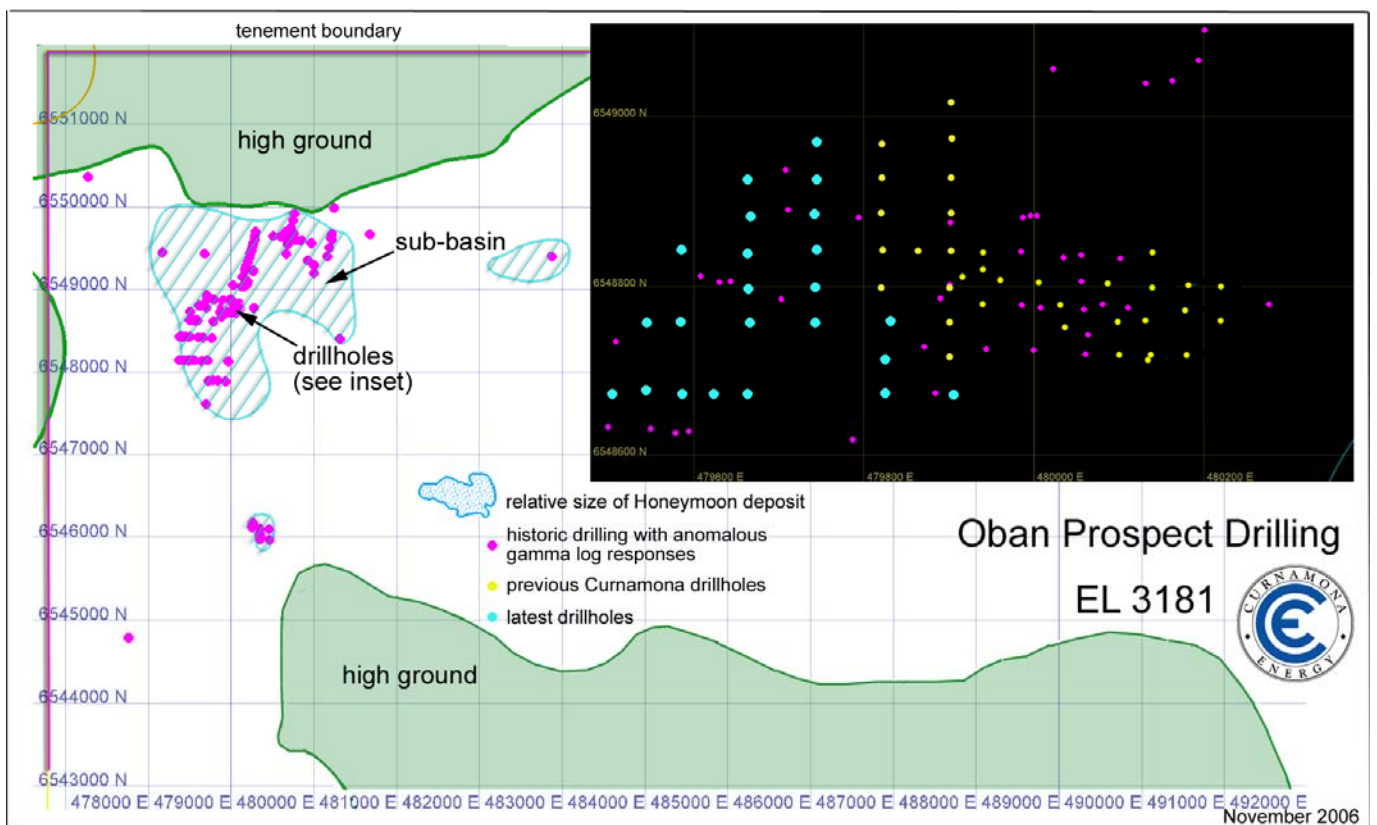 tenement boundary
6551000 N
high ground
6550000 N
sub-basin
6549000 N
drillholes
(see inset)
6548000 N
6547000 N
6546000 N
6545000 N
6544000 N
6543000 N
high ground
478000 E 479000 E 480000 E 481000 E 482000 E 483000 E 484000 E 485000 E 486000 E 487000 E 488000 E 489000 E 490000 E 491000 E 492000 E
6549000 N
6548800 N
6548600 N
479600 E 479800 E 480000 E 480200 E
relative size of Honeymoon deposit
historic drilling with anomalous
gamma log responses
previous Curnamona drillholes
latest drillholes
Oban Prospect Drilling
EL 3181
CURNAMONA
ENERGY
November 2006